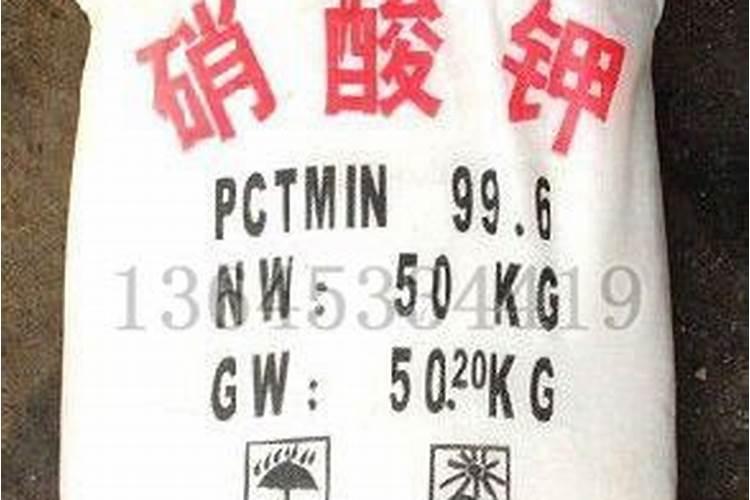 硝酸钾
PCTMIN 99.6
NW: 50 KG
GW: 50.20KG